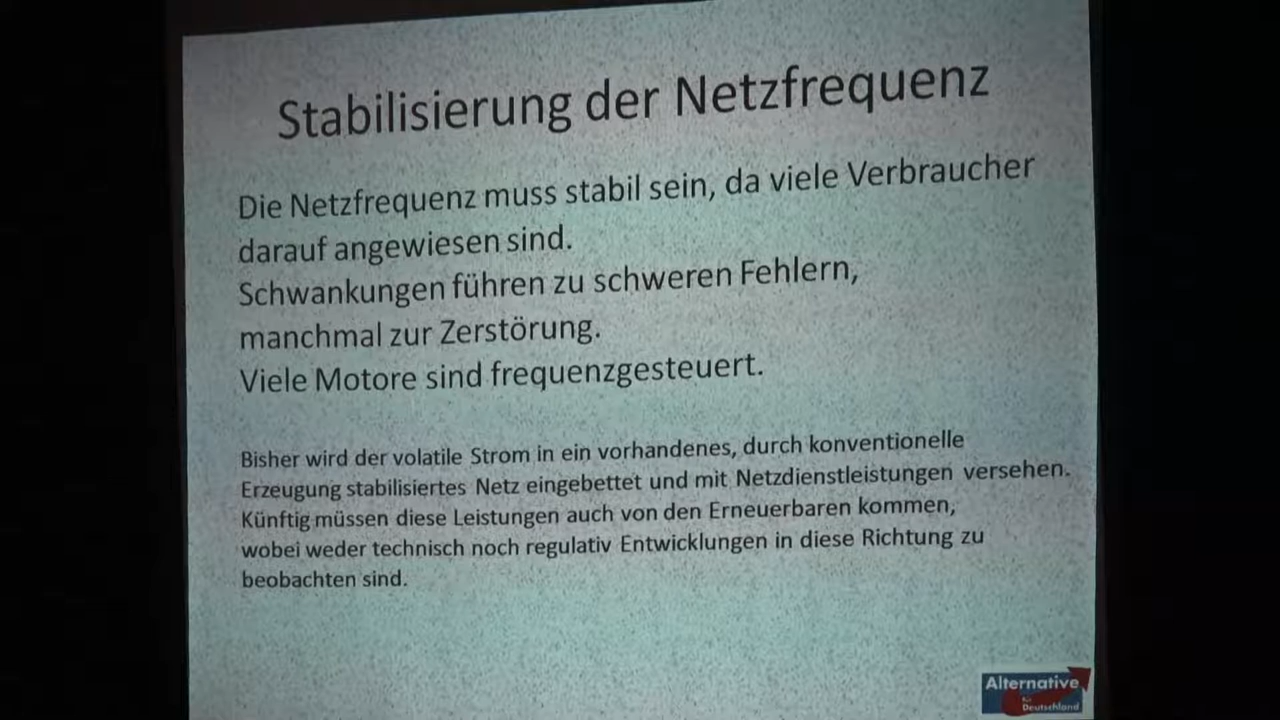 Stabilisierung der Netzfrequenz
Die Netzfrequenz muss stabil sein, da viele Verbraucher
darauf angewiesen sind.
Schwankungen führen zu schweren Fehlern,
manchmal zur Zerstörung.
Viele Motore sind frequenzgesteuert.
Bisher wird der volatile Strom in ein vorhandenes, durch konventionelle
Erzeugung stabilisiertes Netz eingebettet und mit Netzdienstleistungen versehen.
Künftig müssen diese Leistungen auch von den Erneuerbaren kommen,
wobei weder technisch noch regulativ Entwicklungen in diese Richtung zu
beobachten sind.
Alternative
für
Deutschland